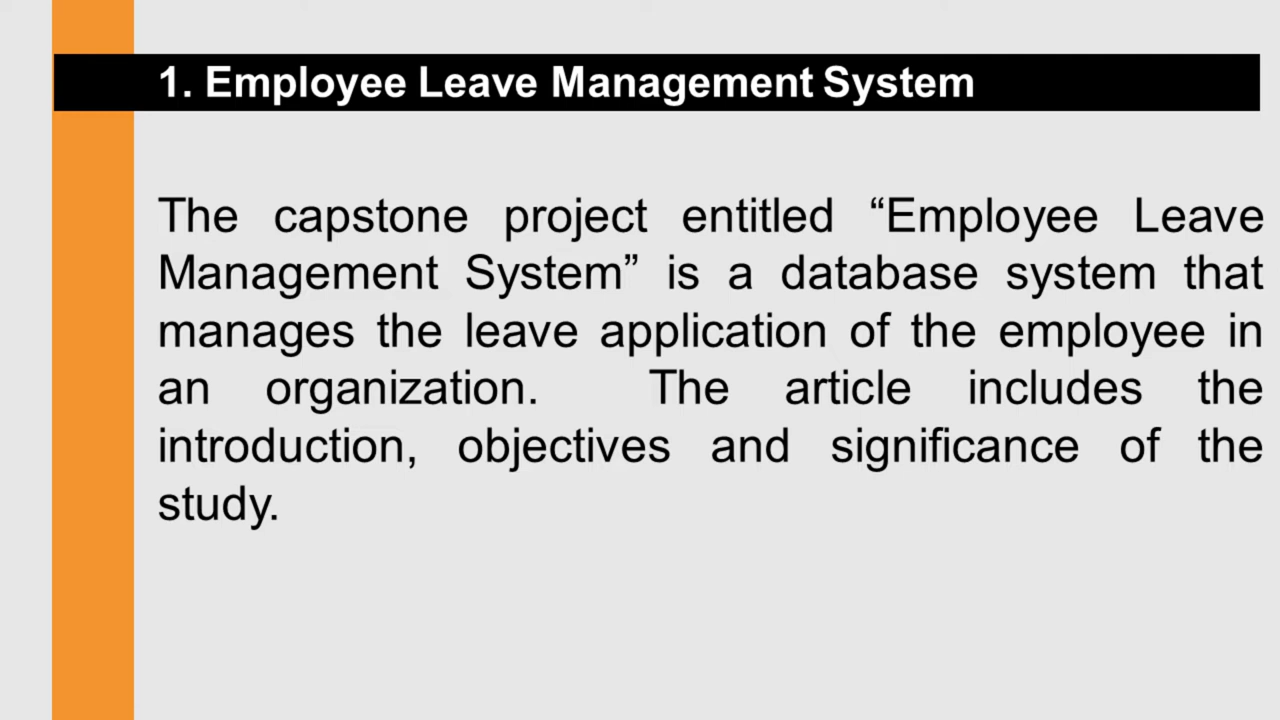 1. Employee Leave Management System
The capstone project entitled “Employee Leave
Management System” is a database system that
manages the leave application of the employee in
an organization. The article includes the
introduction, objectives and significance of the
study.